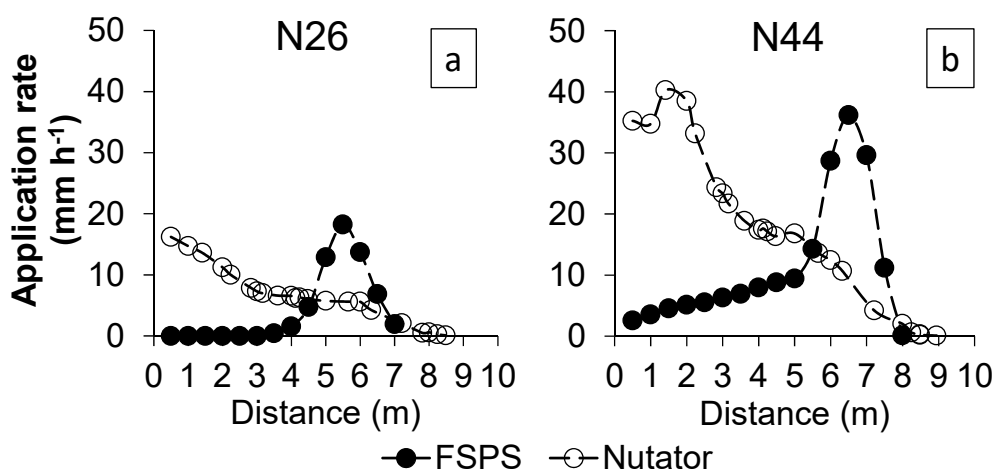 N26
a
50
40
30
20
10
0
0 1 2 3 4 5 6 7 8 9 10
Distance (m)
Application rate
(mm h⁻¹)
N44
b
50
40
30
20
10
0
0 1 2 3 4 5 6 7 8 9 10
Distance (m)
FSPS Nutator